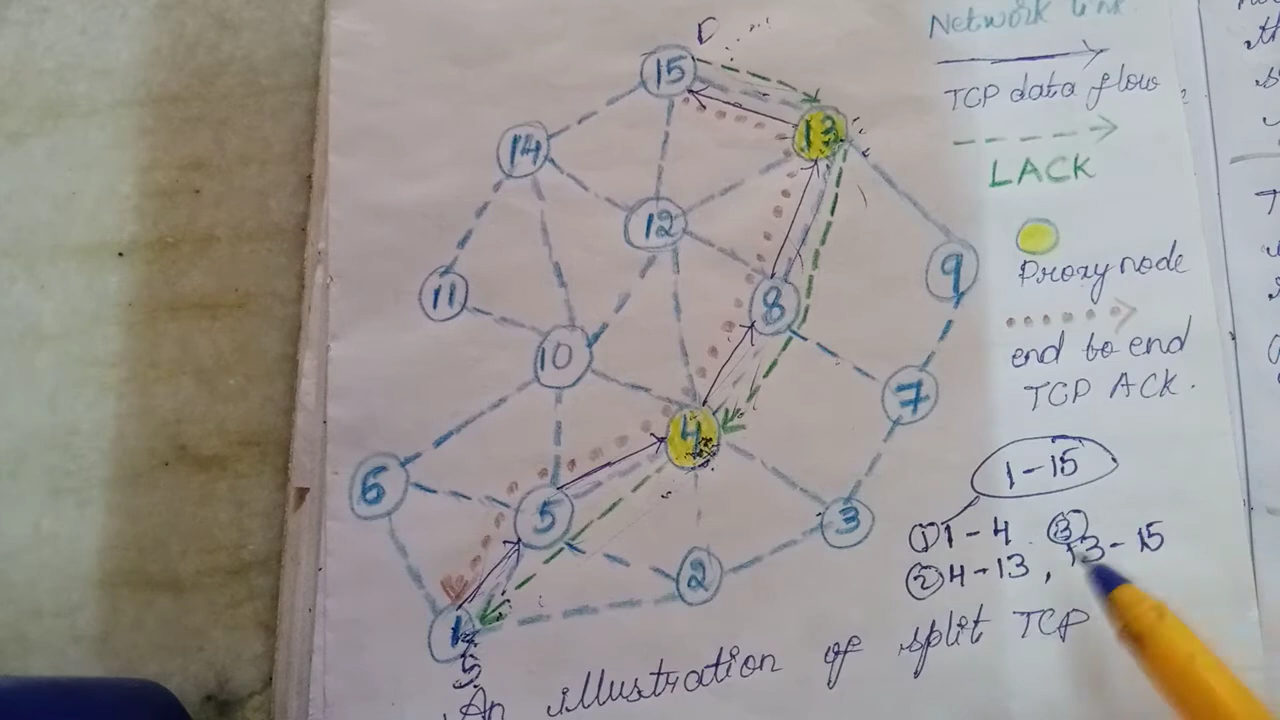 Network link
TCP data flow
LACK
Proxy node
end to end
TCP ACK.
D
15
13
14
12
9
11
8
10
7
4
6
5
3
2
1
S
1-15
① 1-4 ③ 13-15
② 4-13,
An illustration of split TCP